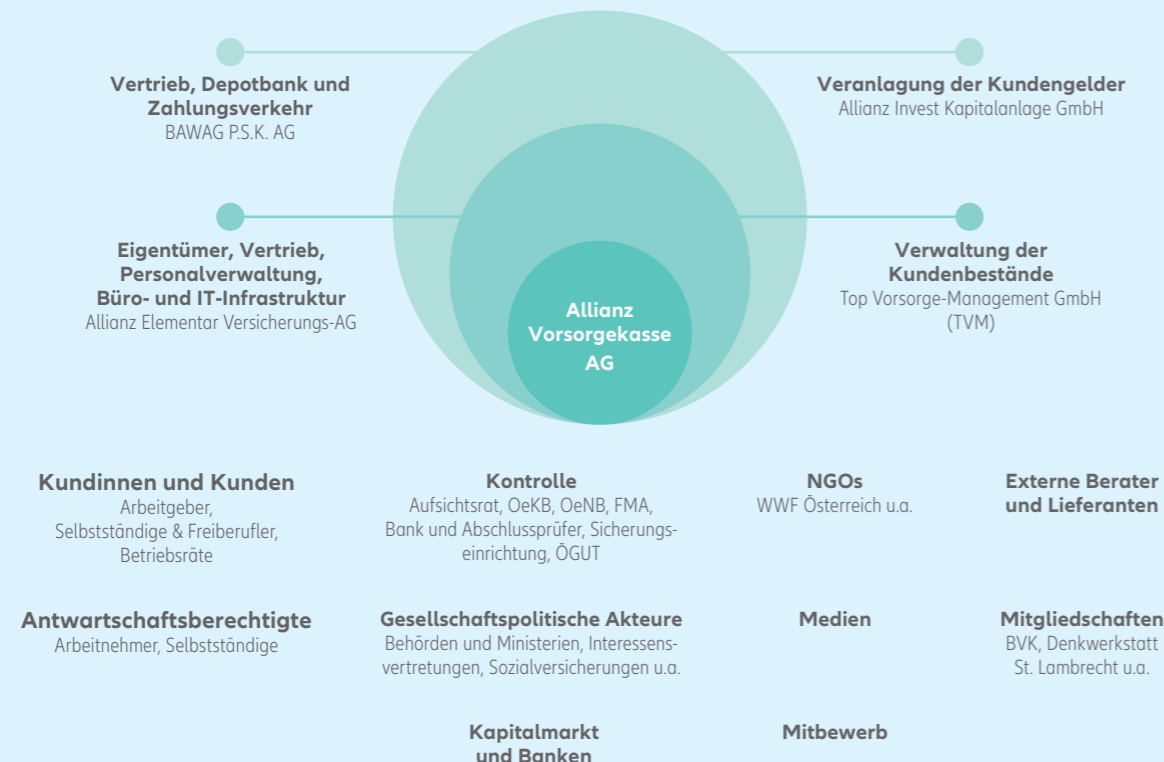 Vertrieb, Depotbank und
Zahlungsverkehr
BAWAG P.S.K. AG
Veranlagung der Kundengelder
Allianz Invest Kapitalanlage GmbH
Eigentümer, Vertrieb,
Personalverwaltung,
Büro- und IT-Infrastruktur
Allianz Elementar Versicherungs-AG
Verwaltung der
Kundenbestände
Top Vorsorge-Management GmbH
(TVM)
Allianz
Vorsorgekasse
AG
Kundinnen und Kunden
Arbeitgeber,
Selbstständige & Freiberufler,
Betriebsräte
Kontrolle
Aufsichtsrat, OeKB, OeNB, FMA,
Bank und Abschlussprüfer, Sicherungs-
einrichtung, ÖGUT
NGOs
WWF Österreich u.a.
Externe Berater
und Lieferanten
Antwartschaftsberechtigte
Arbeitnehmer, Selbstständige
Gesellschaftspolitische Akteure
Behörden und Ministerien, Interessens-
vertretungen, Sozialversicherungen u.a.
Medien
Mitgliedschaften
BVK, Denkwerkstatt
St. Lambrecht u.a.
Kapitalmarkt
und Banken
Mitbewerb